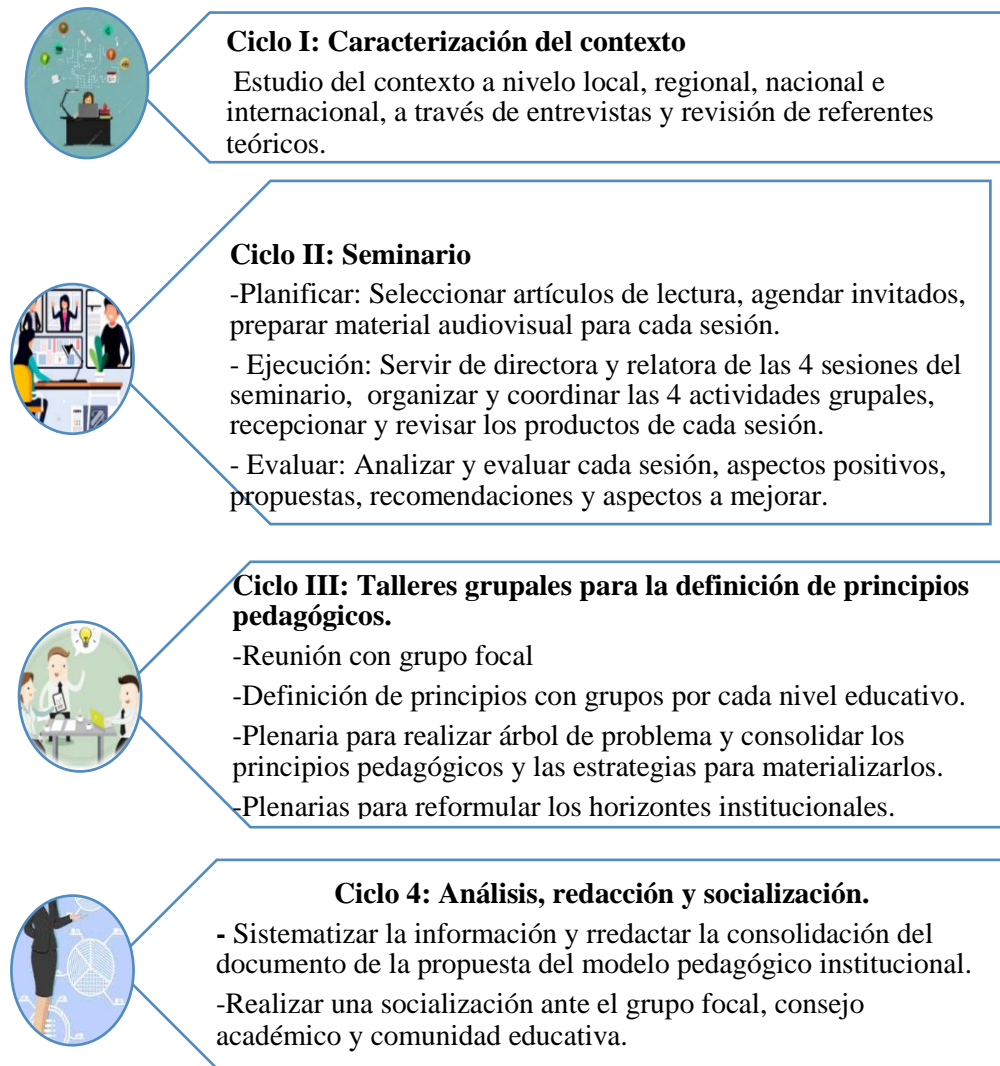 Ciclo I: Caracterización del contexto
Estudio del contexto a nivelo local, regional, nacional e
internacional, a través de entrevistas y revisión de referentes
teóricos.
Ciclo II: Seminario
-Planificar: Seleccionar artículos de lectura, agendar invitados,
preparar material audiovisual para cada sesión.
- Ejecución: Servir de directora y relatora de las 4 sesiones del
seminario, organizar y coordinar las 4 actividades grupales,
recepcionar y revisar los productos de cada sesión.
- Evaluar: Analizar y evaluar cada sesión, aspectos positivos,
propuestas, recomendaciones y aspectos a mejorar.
Ciclo III: Talleres grupales para la definición de principios
pedagógicos.
-Reunión con grupo focal
-Definición de principios con grupos por cada nivel educativo.
-Plenaria para realizar árbol de problema y consolidar los
principios pedagógicos y las estrategias para materializarlos.
-Plenarias para reformular los horizontes institucionales.
Ciclo 4: Análisis, redacción y socialización.
- Sistematizar la información y rredactar la consolidación del
documento de la propuesta del modelo pedagógico institucional.
-Realizar una socialización ante el grupo focal, consejo
académico y comunidad educativa.